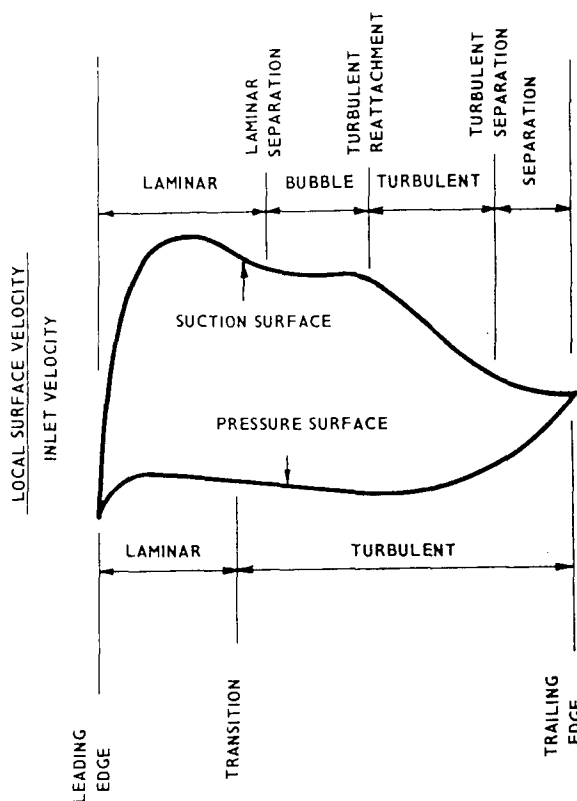 LAMINAR
SEPARATION
TURBULENT
REATTACHMENT
TURBULENT
SEPARATION
SEPARATION
LAMINAR
BUBBLE
TURBULENT
SUCTION SURFACE
LOCAL SURFACE VELOCITY
INLET VELOCITY
PRESSURE SURFACE
LAMINAR
TURBULENT
LEADING
EDGE
TRANSITION
TRAILING
EDGE